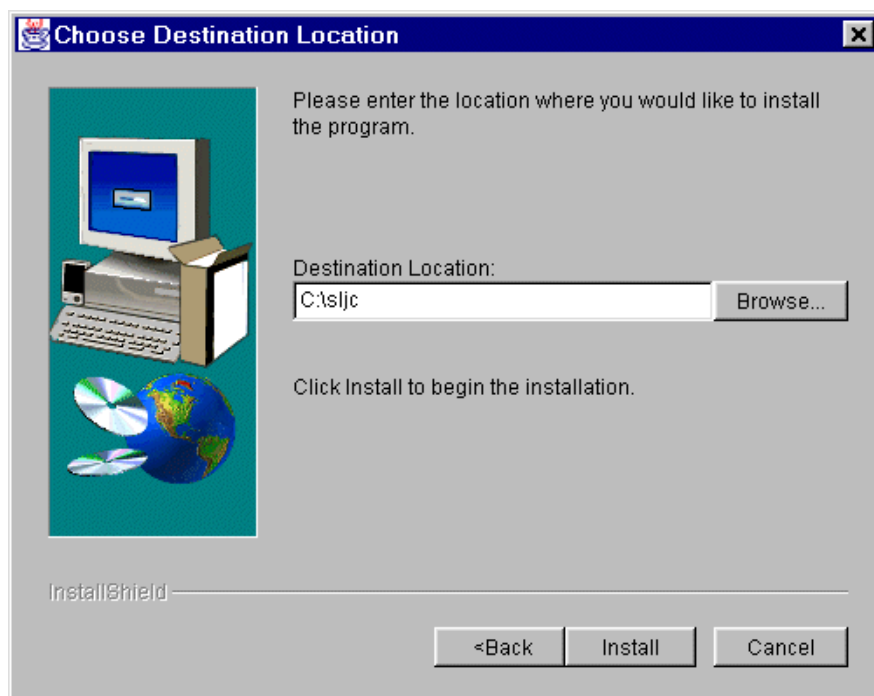 Choose Destination Location
Please enter the location where you would like to install
the program.
Destination Location:
C:\sljc
Browse...
Click Install to begin the installation.
InstallShield
<Back
Install
Cancel